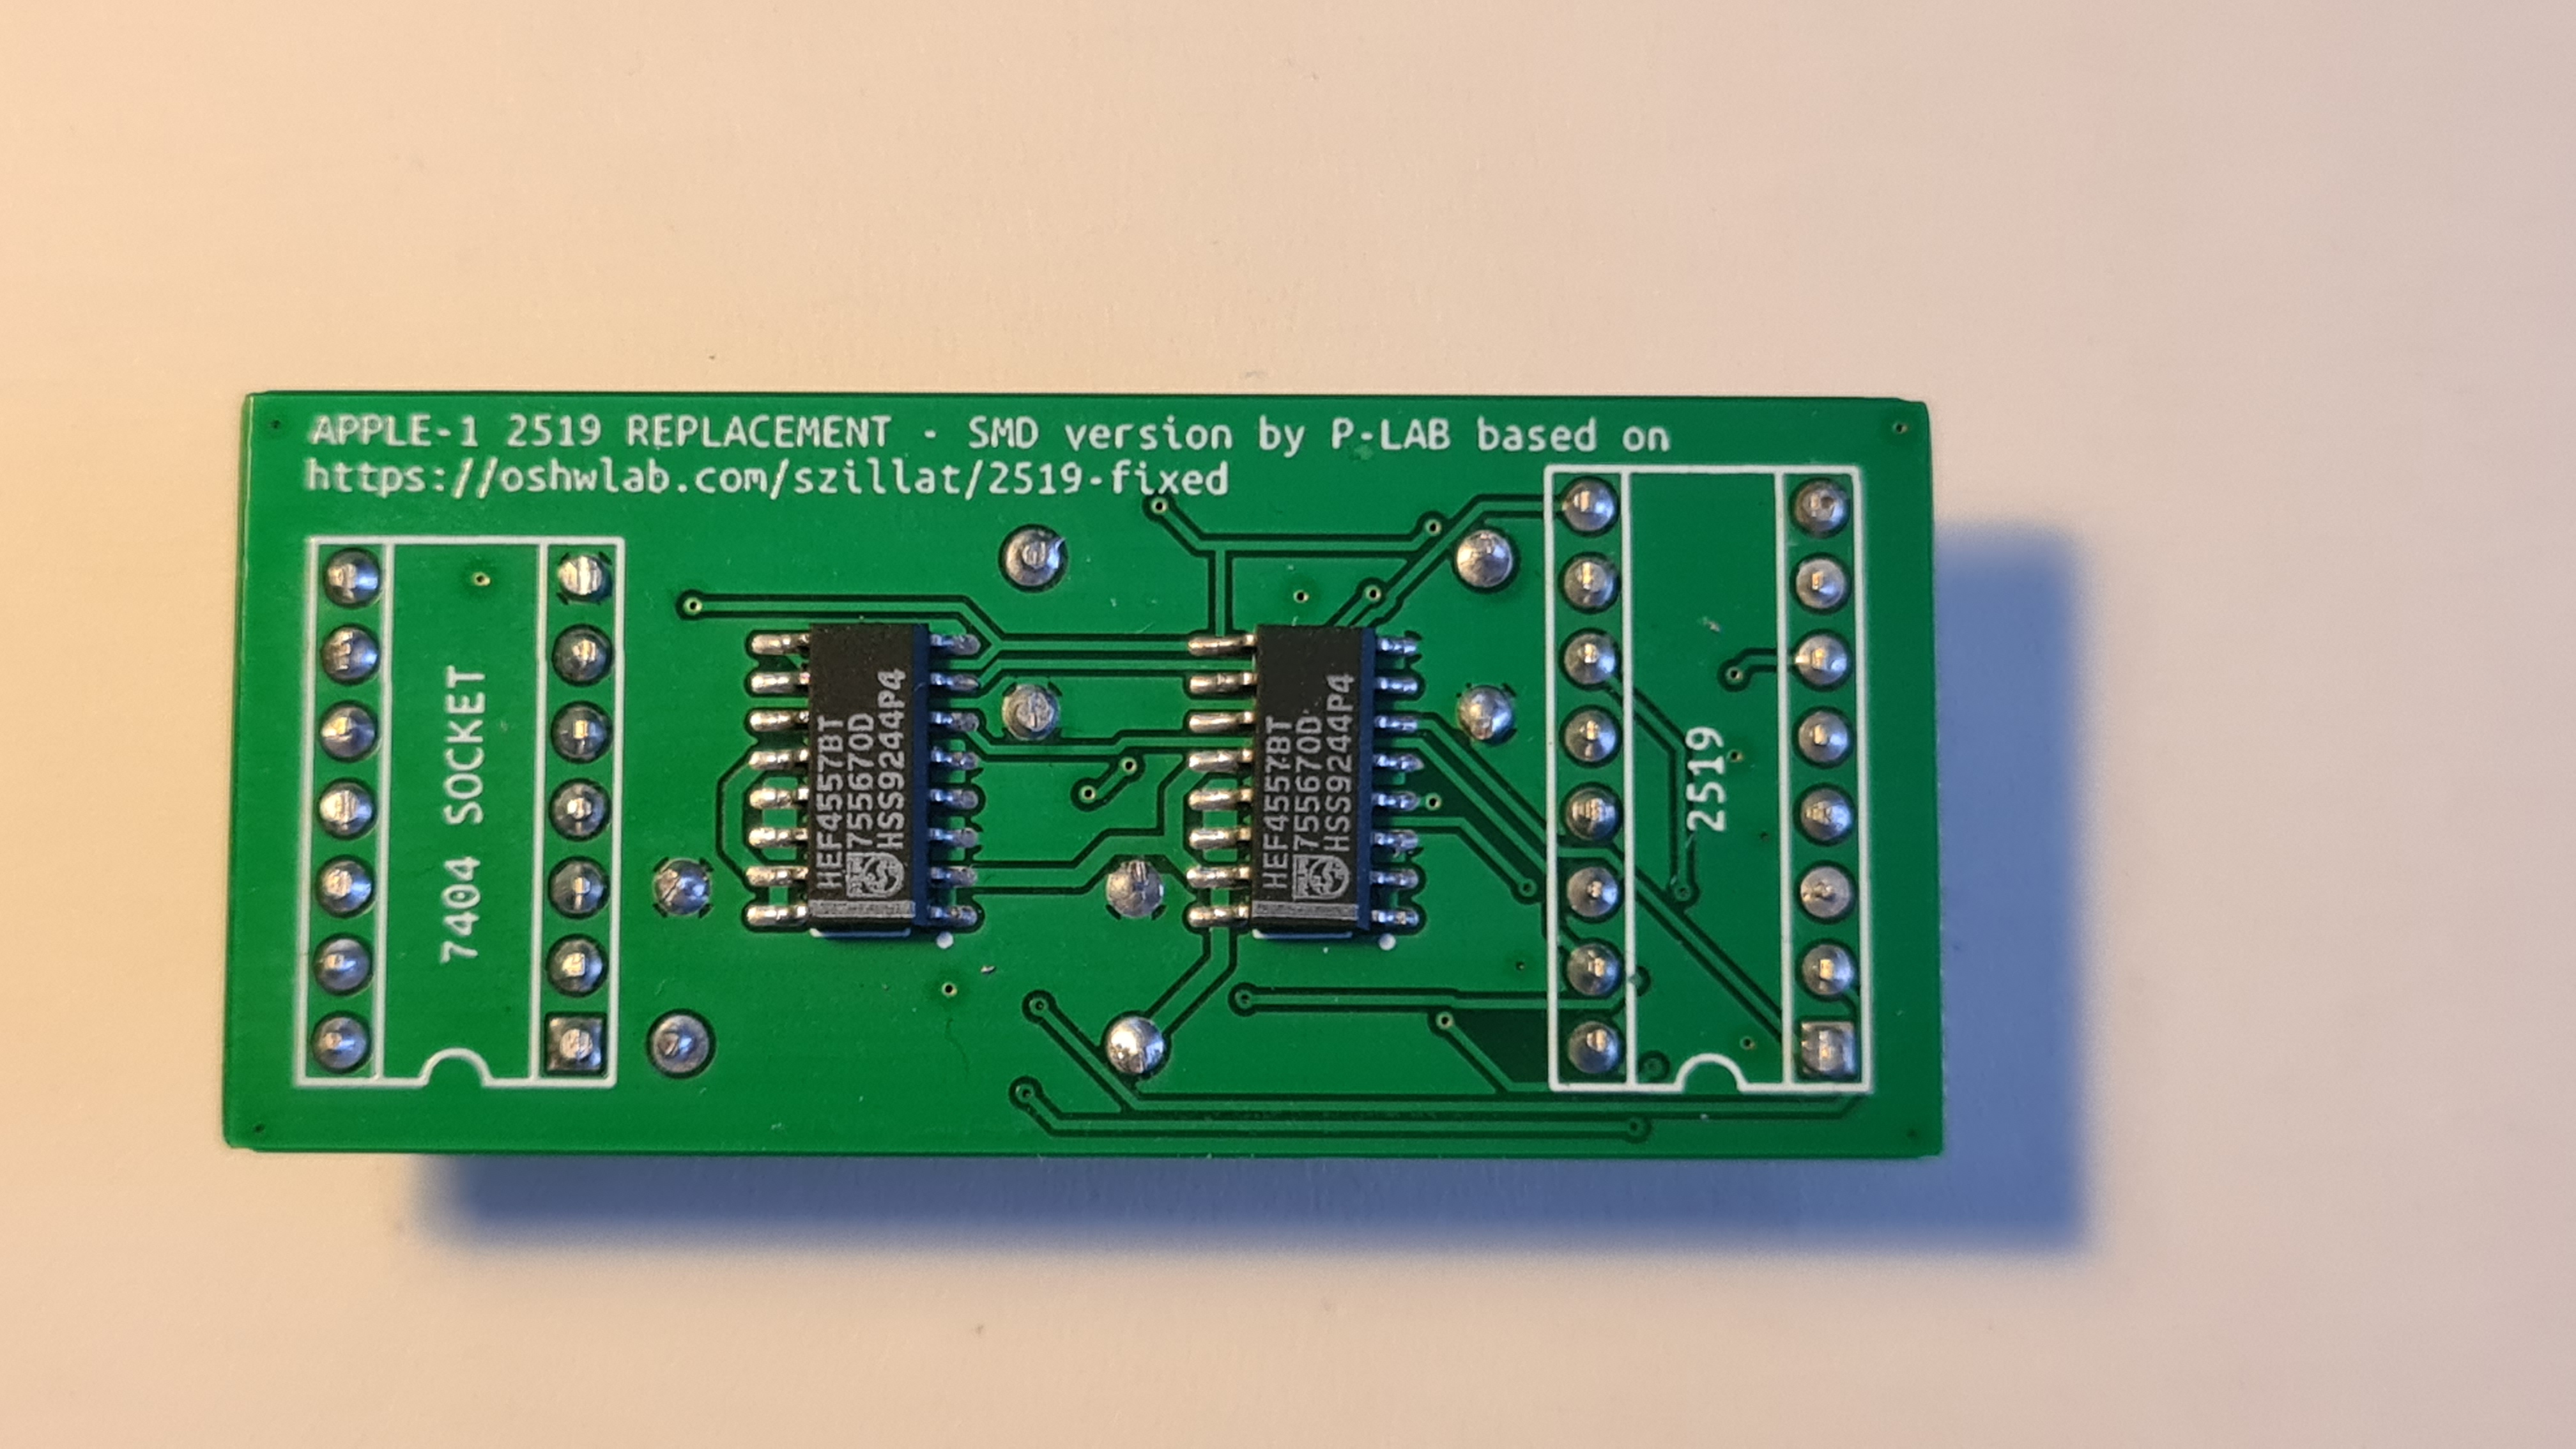 APPLE-1 2519 REPLACEMENT - SMD version by P-LAB based on
https://oshwlab.com/szillat/2519-fixed
7404 SOCKET
HEF4557BT
755670D
HSS9244P4
HEF4557BT
755670D
HSS9244P4
2519